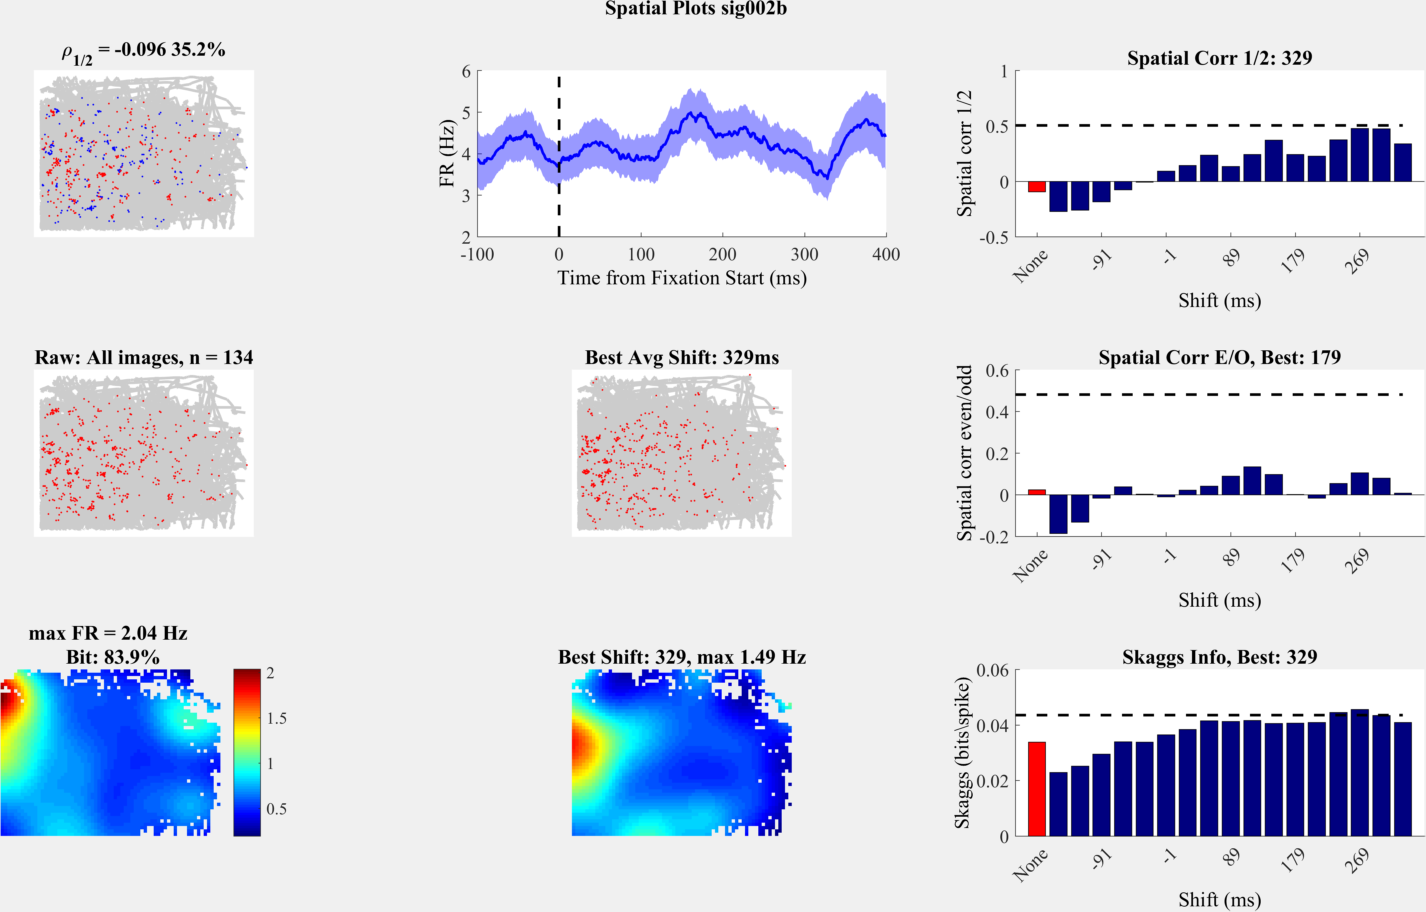 Spatial Plots sig002b
ρ1/2 = -0.096 35.2%
6
5
4
3
2
FR (Hz)
-100 0 100 200 300 400
Time from Fixation Start (ms)
Spatial Corr 1/2: 329
1
0.5
0
-0.5
Spatial corr 1/2
None -91 -1 89 179 269
Shift (ms)
Raw: All images, n = 134
Best Avg Shift: 329ms
Spatial Corr E/O, Best: 179
0.6
0.4
0.2
0
-0.2
Spatial corr even/odd
None -91 -1 89 179 269
Shift (ms)
max FR = 2.04 Hz
Bit: 83.9%
2
1.5
1
0.5
Best Shift: 329, max 1.49 Hz
Skaggs Info, Best: 329
0.06
0.04
0.02
0
Skaggs (bits\spike)
None -91 -1 89 179 269
Shift (ms)